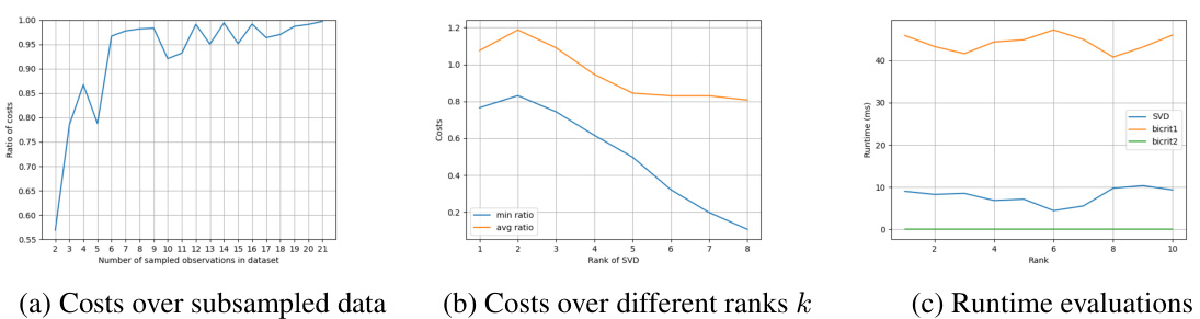 1.00
0.95
0.90
0.85
0.80
0.75
0.70
0.65
0.60
0.55
Ratio of costs
2 3 4 5 6 7 8 9 10 11 12 13 14 15 16 17 18 19 20 21
Number of sampled observations in dataset
(a) Costs over subsampled data
1.2
1.0
0.8
0.6
0.4
0.2
Costs
min ratio
avg ratio
1 2 3 4 5 6 7 8
Rank of SVD
(b) Costs over different ranks k
40
30
20
10
0
Runtime (ms)
SVD
bicrit1
bicrit2
2 4 6 8 10
Rank
(c) Runtime evaluations